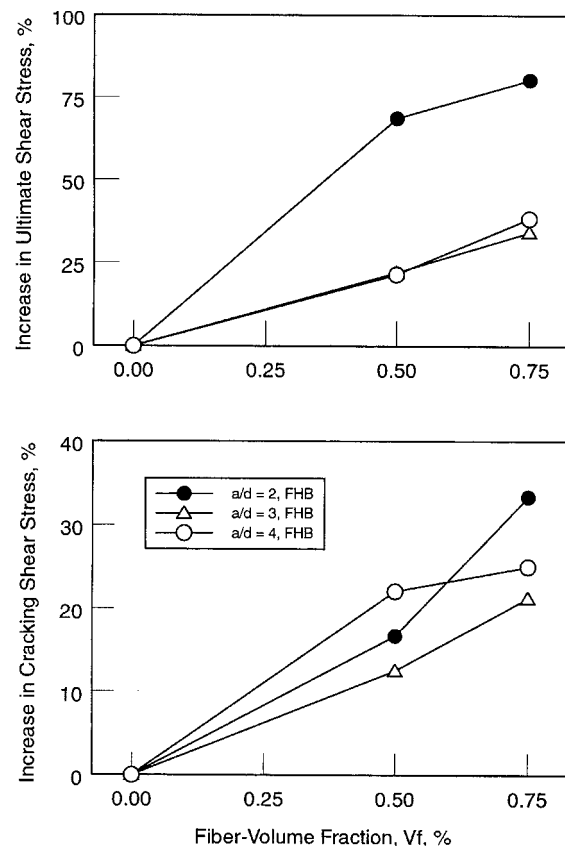 Increase in Ultimate Shear Stress, %
100
75
50
25
0
0.00 0.25 0.50 0.75
Increase in Cracking Shear Stress, %
40
30
20
10
0
a/d = 2, FHB
a/d = 3, FHB
a/d = 4, FHB
0.00 0.25 0.50 0.75
Fiber-Volume Fraction, Vf, %